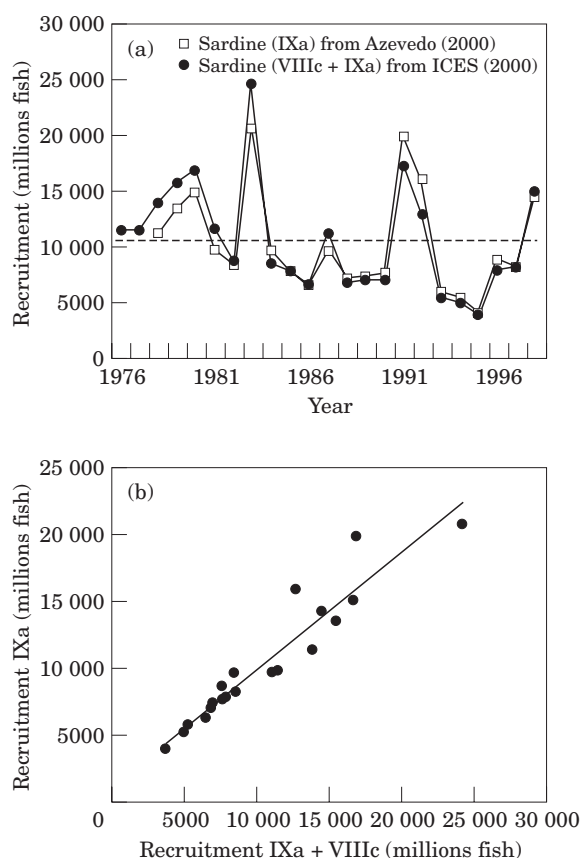 30 000
(a)
Sardine (IXa) from Azevedo (2000)
Sardine (VIIIc + IXa) from ICES (2000)
25 000
20 000
15 000
10 000
5000
0
Recruitment (millions fish)
1976 1981 1986 1991 1996
Year
25 000
(b)
20 000
15 000
10 000
5000
Recruitment IXa (millions fish)
0 5000 10 000 15 000 20 000 25 000 30 000
Recruitment IXa + VIIIc (millions fish)